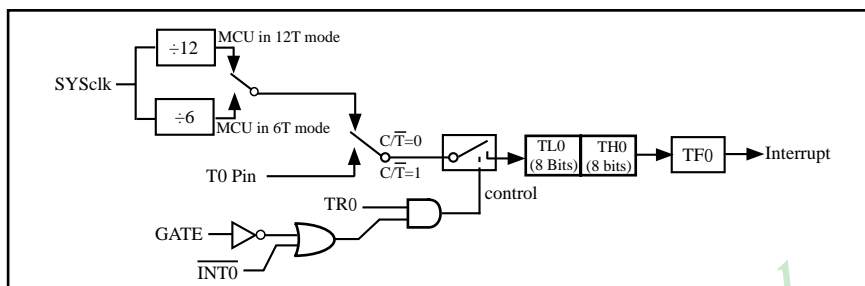 ÷12
MCU in 12T mode
SYSclk
÷6
MCU in 6T mode
C/T̅=0
C/T̅=1
T0 Pin
TL0
(8 Bits)
TH0
(8 bits)
TF0
Interrupt
control
TR0
GATE
I̅N̅T̅0̅